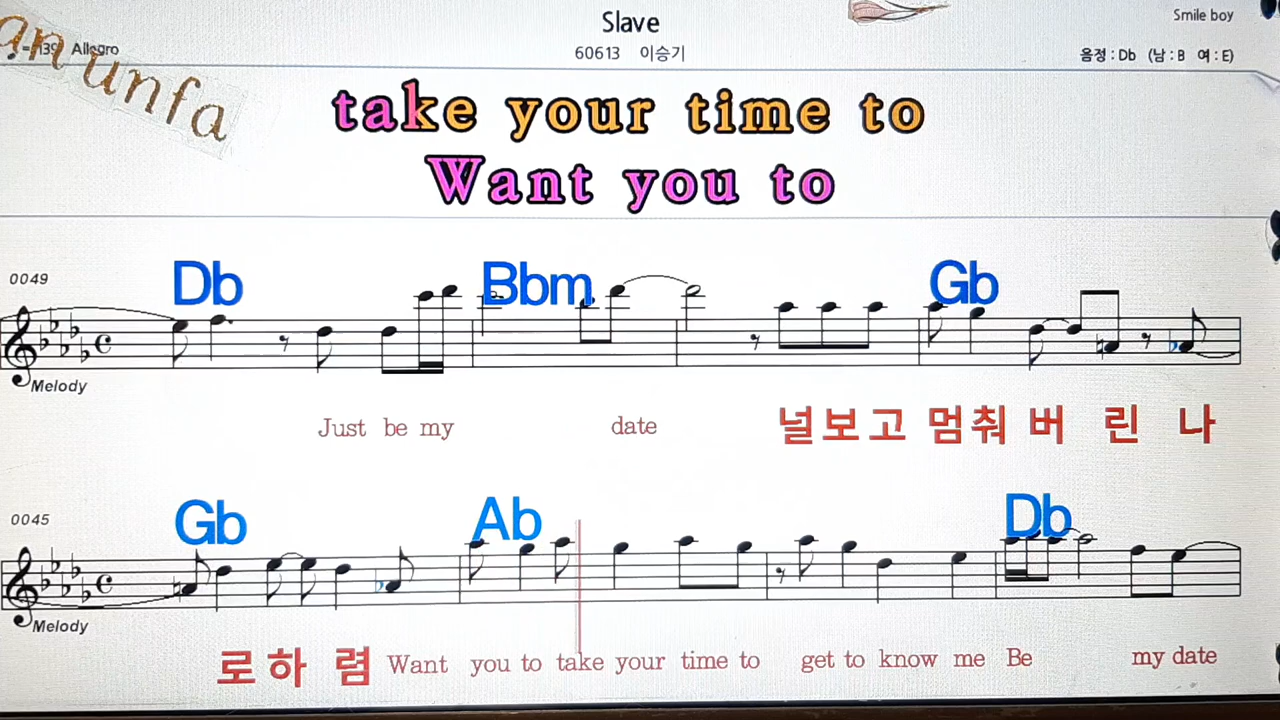 Slave
Smile boy
an unfa
=139 Allegro
60613 이승기
음정 : Db (남 : B 여 : E)
take your time to
Want you to
0049
Db Bbm Gb
Melody
Just be my date 널보고 멈춰 버 린 나
0045
Gb Ab Db
Melody
로하 렴 Want you to take your time to get to know me Be my date